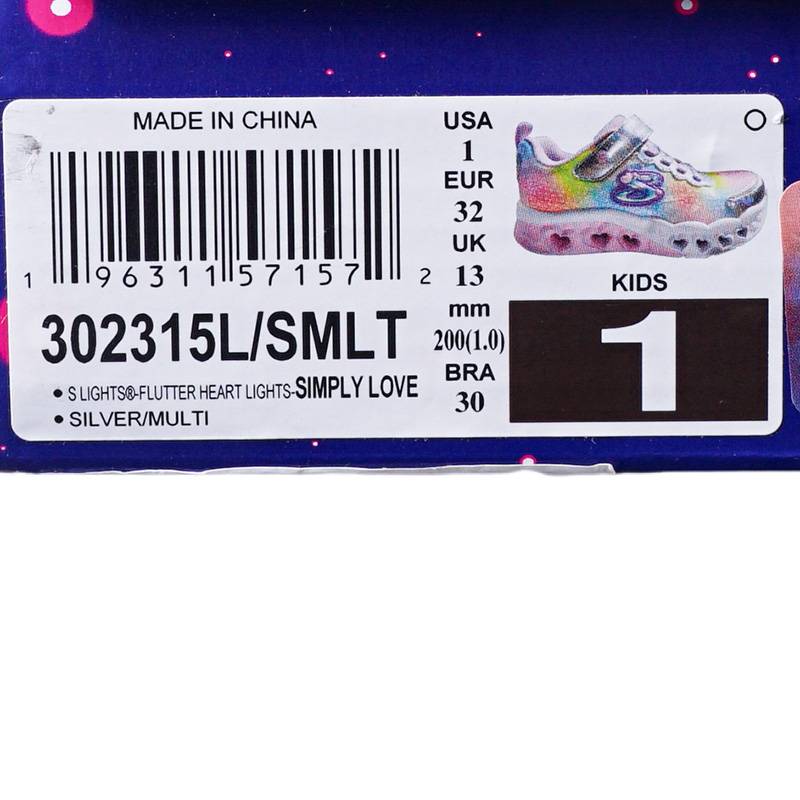 MADE IN CHINA
1 96311 57157 2
302315L/SMLT
• S LIGHTS®-FLUTTER HEART LIGHTS-SIMPLY LOVE
• SILVER/MULTI
USA
1
EUR
32
UK
13
mm
200(1.0)
BRA
30
S
KIDS
1